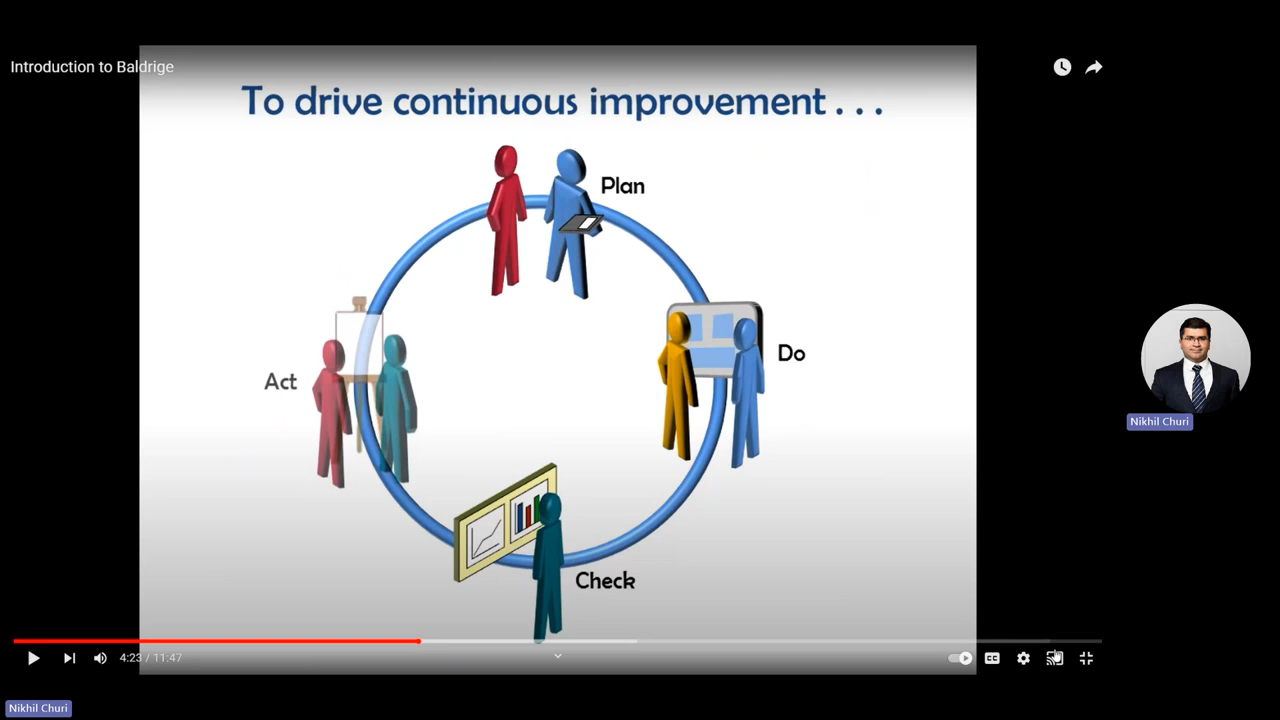 Introduction to Baldrige
To drive continuous improvement . . .
Plan
Do
Act
Check
Nikhil Churi
4:23 / 11:47
CC
Nikhil Churi